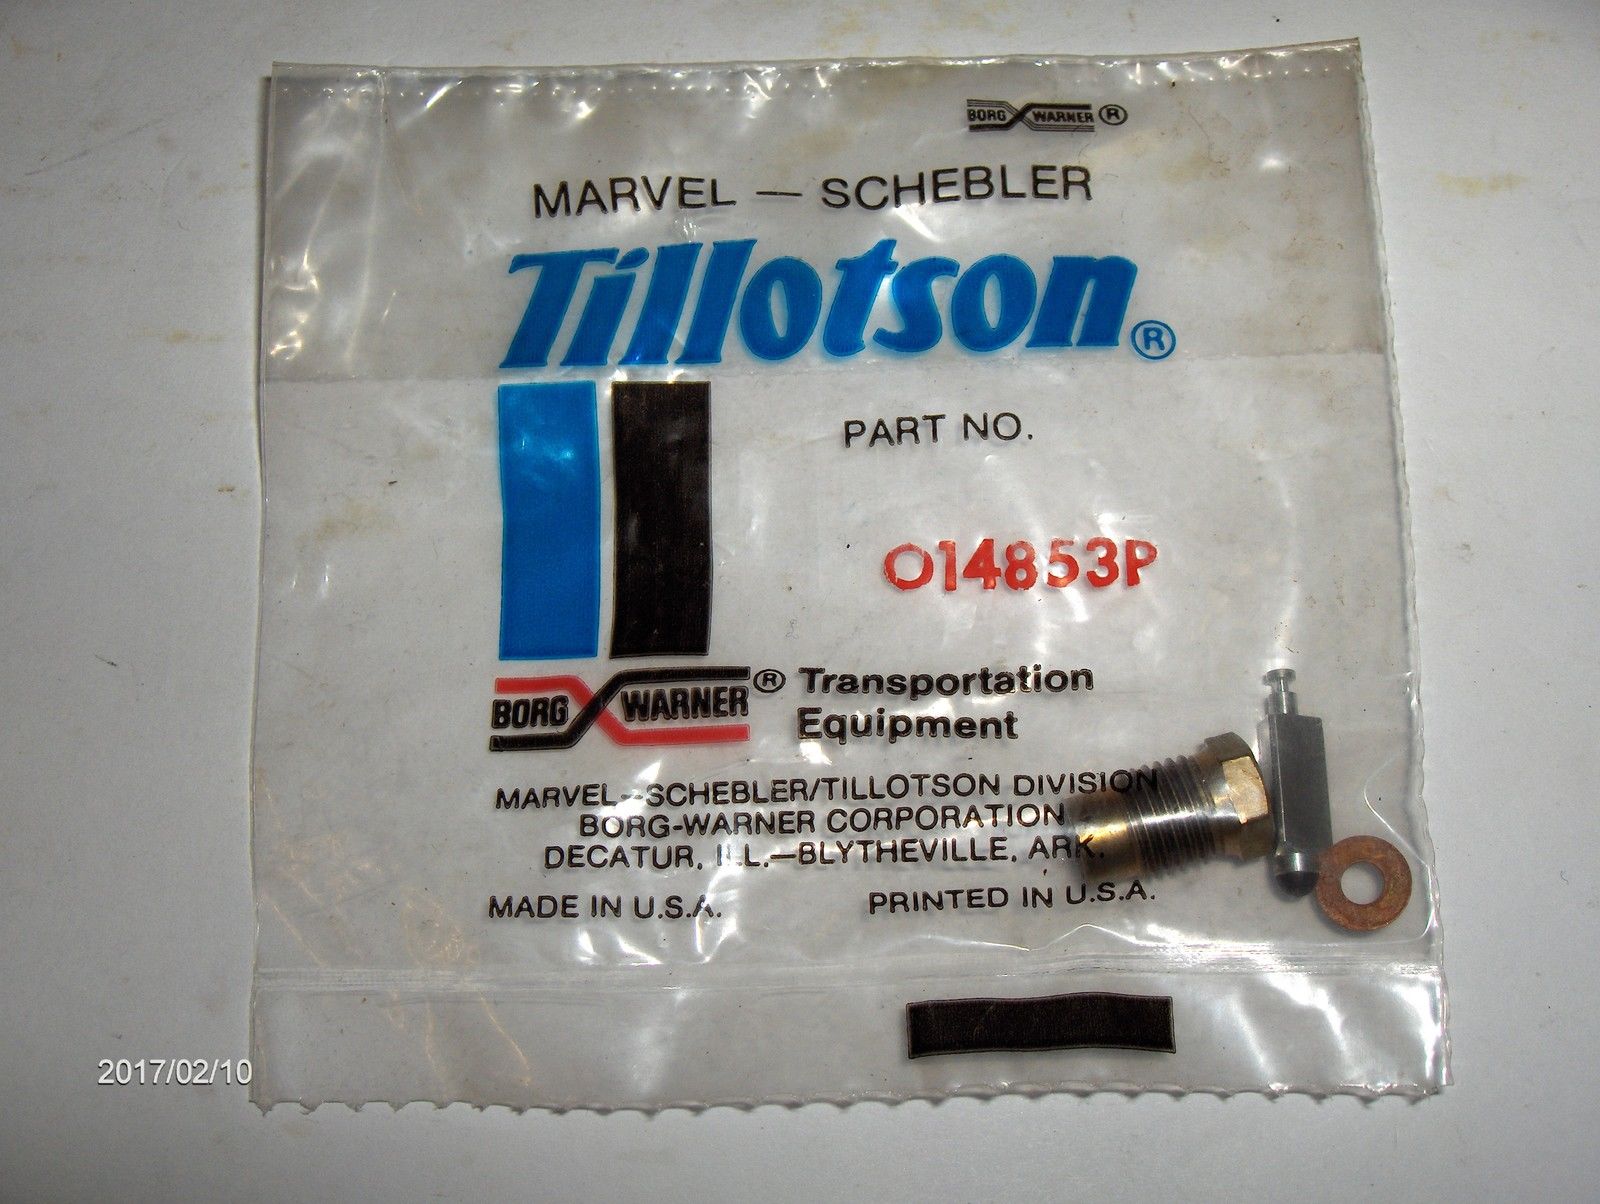 BORG WARNER ®
MARVEL — SCHEBLER
Tillotson®
PART NO.
014853P
BORG WARNER ® Transportation
Equipment
MARVEL—SCHEBLER/TILLOTSON DIVISION
BORG-WARNER CORPORATION
DECATUR, ILL.—BLYTHEVILLE, ARK.
MADE IN U.S.A. PRINTED IN U.S.A.
2017/02/10